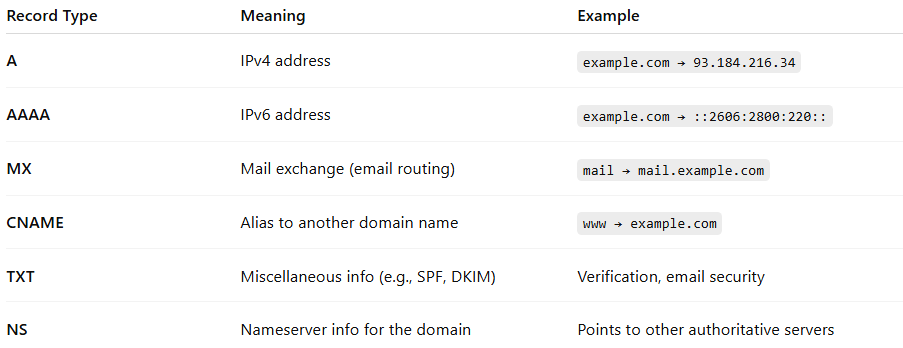 Record Type Meaning Example
A IPv4 address example.com → 93.184.216.34
AAAA IPv6 address example.com → ::2606:2800:220::
MX Mail exchange (email routing) mail → mail.example.com
CNAME Alias to another domain name www → example.com
TXT Miscellaneous info (e.g., SPF, DKIM) Verification, email security
NS Nameserver info for the domain Points to other authoritative servers